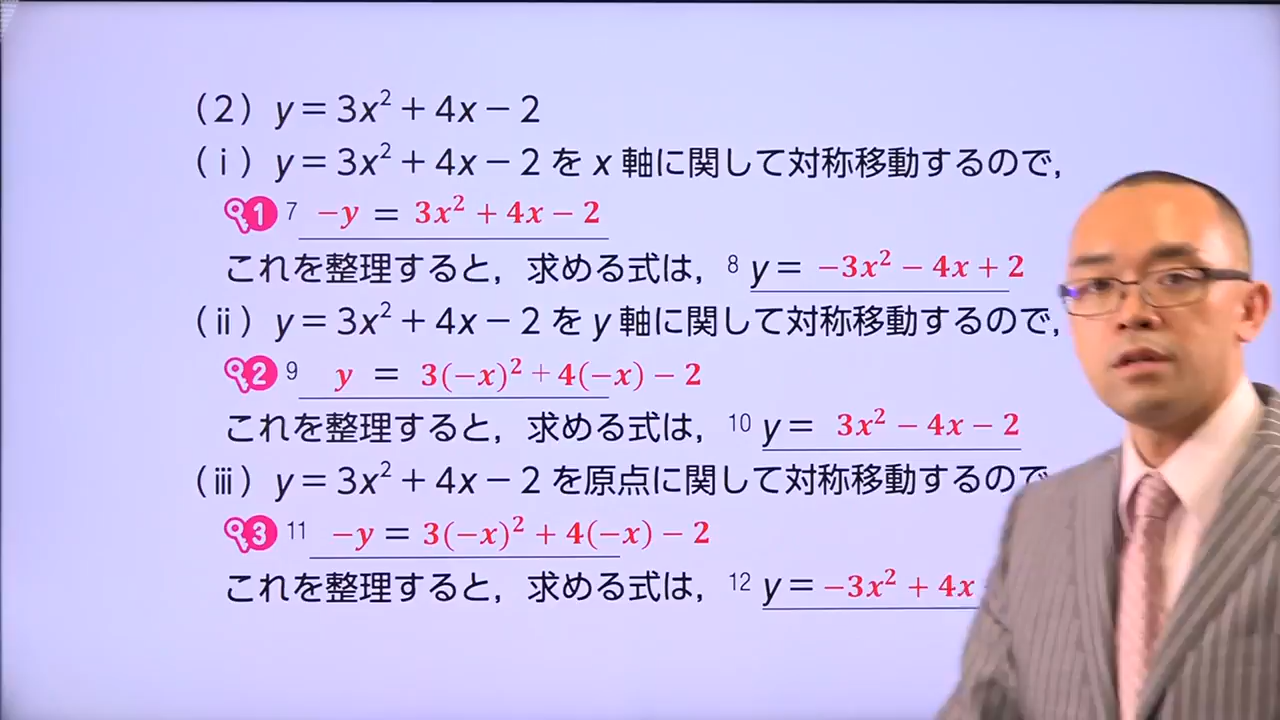 (2) y = 3x² + 4x − 2
(ⅰ) y = 3x² + 4x − 2 を x 軸に関して対称移動するので,
1 7 −y = 3x² + 4x − 2
これを整理すると, 求める式は, 8 y = −3x² − 4x + 2
(ⅱ) y = 3x² + 4x − 2 を y 軸に関して対称移動するので,
2 9 y = 3(−x)² + 4(−x) − 2
これを整理すると, 求める式は, 10 y = 3x² − 4x − 2
(ⅲ) y = 3x² + 4x − 2 を原点に関して対称移動するので
3 11 −y = 3(−x)² + 4(−x) − 2
これを整理すると, 求める式は, 12 y = −3x² + 4x